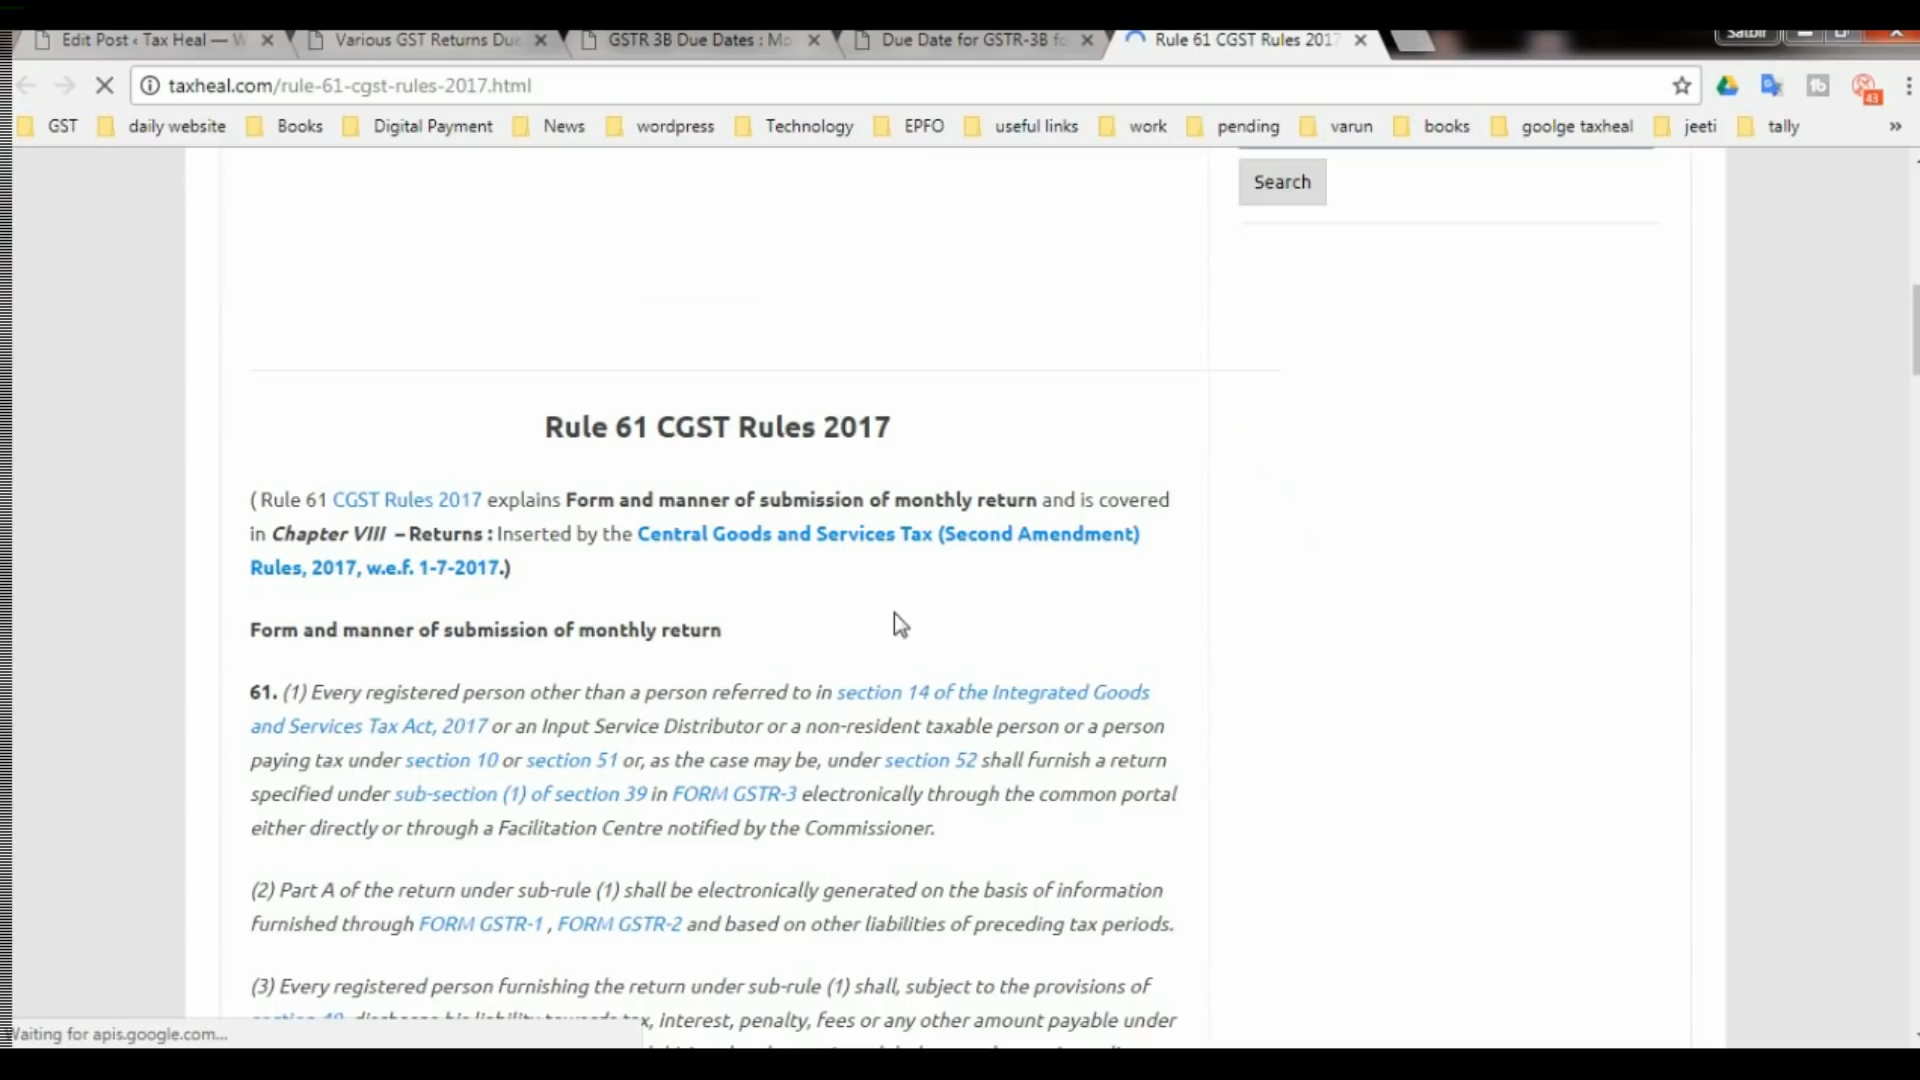 Edit Post ‹ Tax Heal — W
Various GST Returns Due
GSTR 3B Due Dates : Mo
Due Date for GSTR-3B fo
Rule 61 CGST Rules 2017
Satbir
taxheal.com/rule-61-cgst-rules-2017.html
43
GST daily website Books Digital Payment News wordpress Technology EPFO useful links work pending varun books goolge taxheal jeeti tally »
Search
Rule 61 CGST Rules 2017
( Rule 61 CGST Rules 2017 explains Form and manner of submission of monthly return and is covered
in Chapter VIII – Returns : Inserted by the Central Goods and Services Tax (Second Amendment)
Rules, 2017, w.e.f. 1-7-2017.)
Form and manner of submission of monthly return
61. (1) Every registered person other than a person referred to in section 14 of the Integrated Goods
and Services Tax Act, 2017 or an Input Service Distributor or a non-resident taxable person or a person
paying tax under section 10 or section 51 or, as the case may be, under section 52 shall furnish a return
specified under sub-section (1) of section 39 in FORM GSTR-3 electronically through the common portal
either directly or through a Facilitation Centre notified by the Commissioner.
(2) Part A of the return under sub-rule (1) shall be electronically generated on the basis of information
furnished through FORM GSTR-1 , FORM GSTR-2 and based on other liabilities of preceding tax periods.
(3) Every registered person furnishing the return under sub-rule (1) shall, subject to the provisions of
tax, interest, penalty, fees or any other amount payable under
Waiting for apis.google.com...